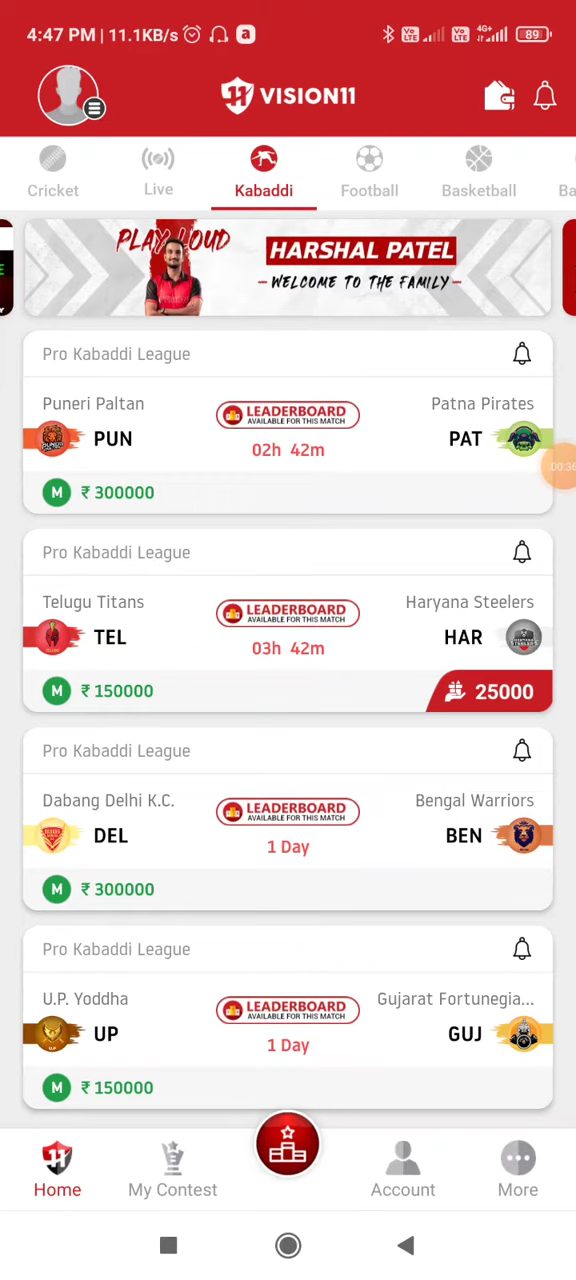 4:47 PM | 11.1KB/s
4G+
89
VISION11
Cricket
Live
Kabaddi
Football
Basketball
Ba
PLAY LOUD
HARSHAL PATEL
-WELCOME TO THE FAMILY-
Pro Kabaddi League
Puneri Paltan
Patna Pirates
LEADERBOARD
AVAILABLE FOR THIS MATCH
PUN
PAT
02h 42m
00:36
M ₹ 300000
Pro Kabaddi League
Telugu Titans
Haryana Steelers
LEADERBOARD
AVAILABLE FOR THIS MATCH
TEL
HAR
03h 42m
M ₹ 150000
25000
Pro Kabaddi League
Dabang Delhi K.C.
Bengal Warriors
LEADERBOARD
AVAILABLE FOR THIS MATCH
DEL
BEN
1 Day
M ₹ 300000
Pro Kabaddi League
U.P. Yoddha
Gujarat Fortunegia...
LEADERBOARD
AVAILABLE FOR THIS MATCH
UP
GUJ
1 Day
M ₹ 150000
Home
My Contest
Account
More